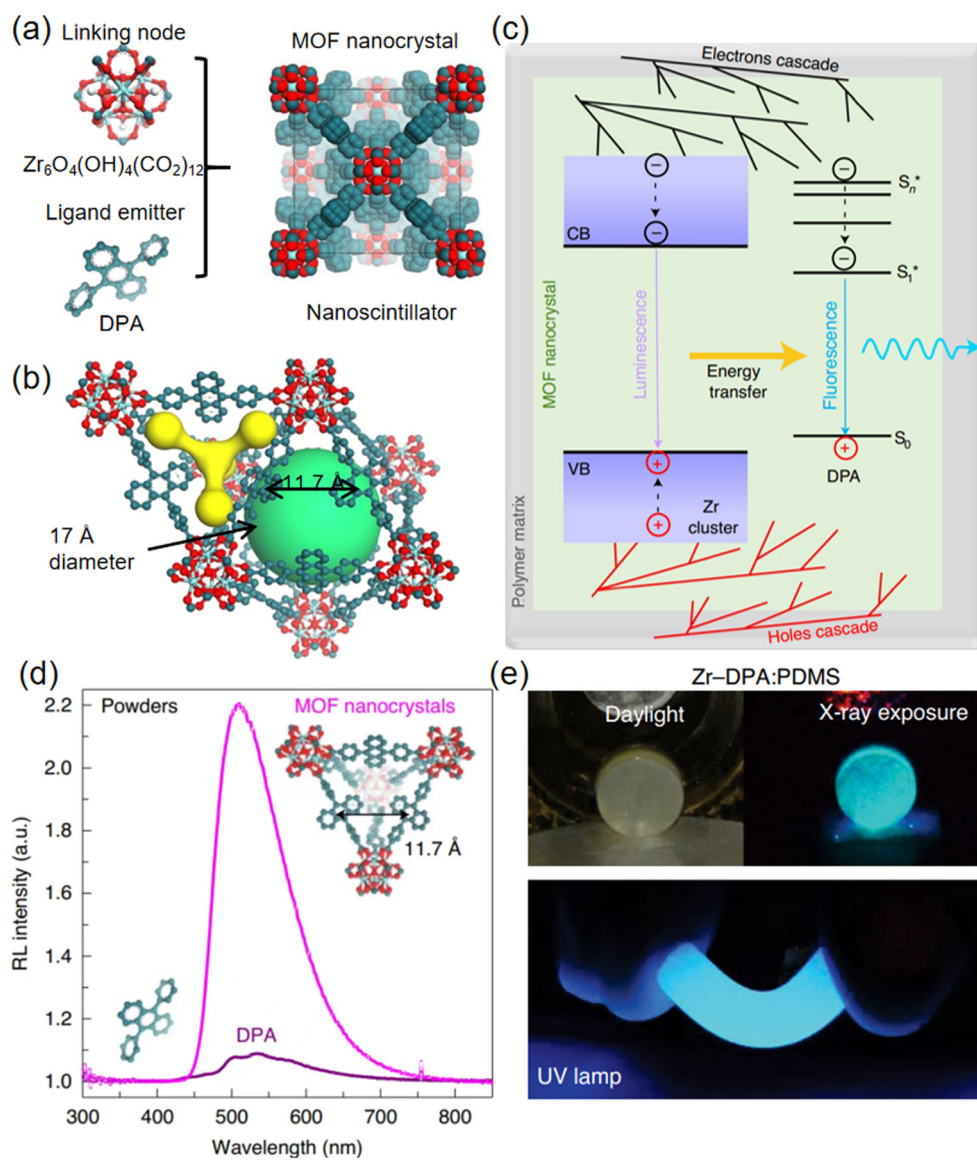 (a)
Linking node
MOF nanocrystal
Zr6O4(OH)4(CO2)12
Ligand emitter
DPA
Nanoscintillator
(b)
11.7 Å
17 Å
diameter
(c)
Electrons cascade
Sn*
CB
S1*
MOF nanocrystal
Luminescence
Energy
transfer
Fluorescence
S0
DPA
VB
Zr
cluster
Polymer matrix
Holes cascade
(d)
Powders
MOF nanocrystals
11.7 Å
DPA
RL intensity (a.u.)
2.2
2.0
1.8
1.6
1.4
1.2
1.0
300 400 500 600 700 800
Wavelength (nm)
(e)
Zr–DPA:PDMS
Daylight
X-ray exposure
UV lamp